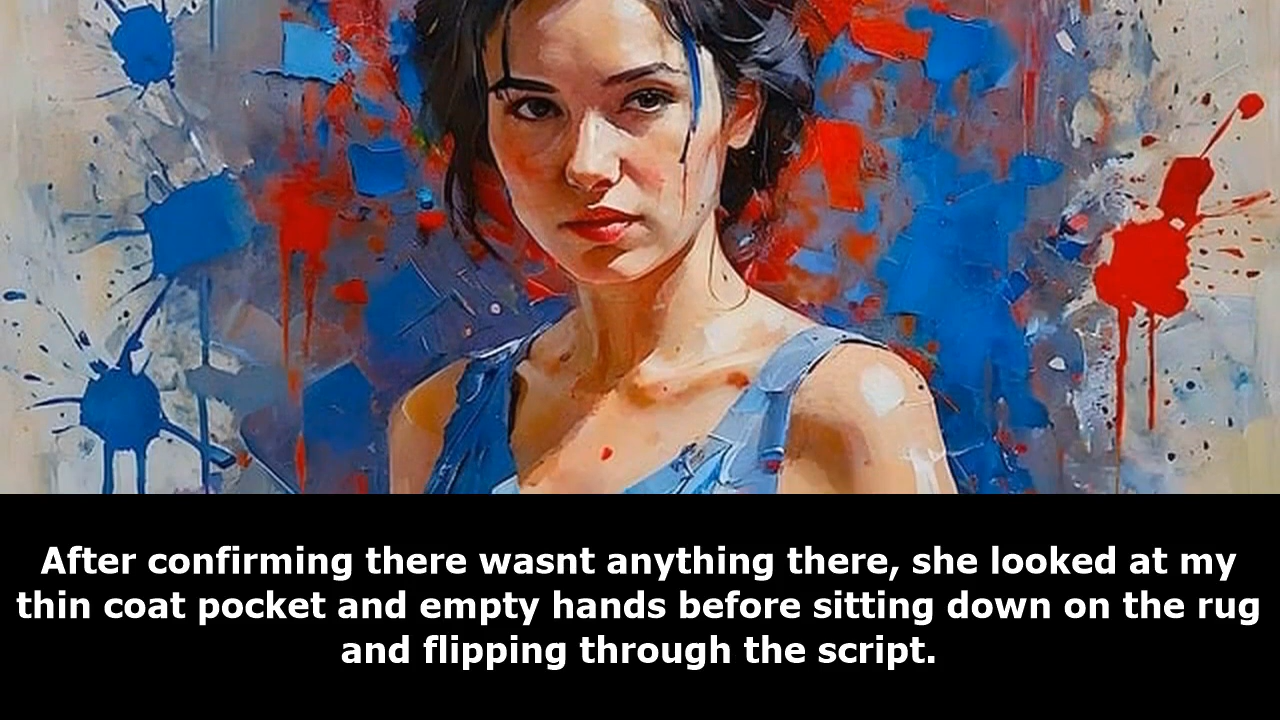 After confirming there wasnt anything there, she looked at my
thin coat pocket and empty hands before sitting down on the rug
and flipping through the script.